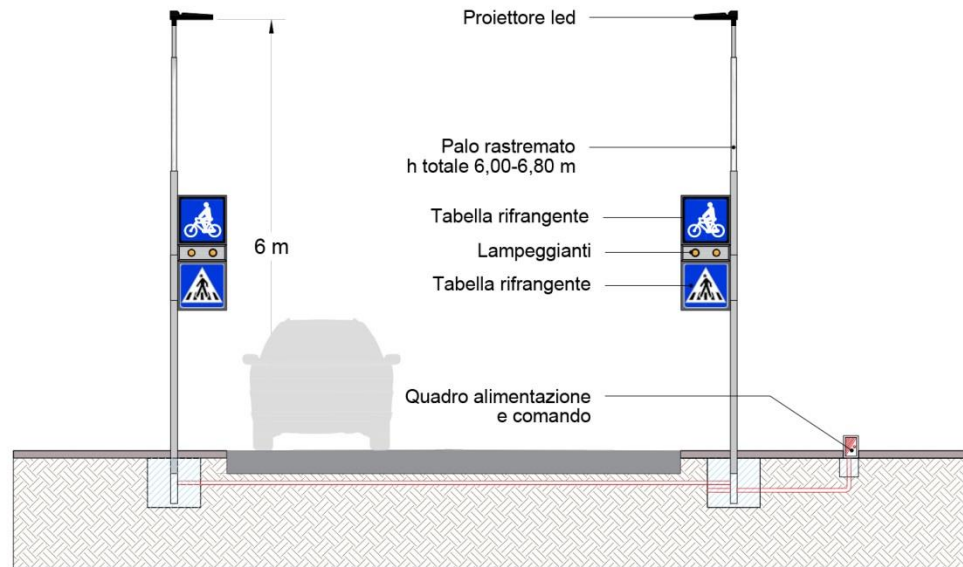 Proiettore led
Palo rastremato
h totale 6,00-6,80 m
Tabella rifrangente
6 m
Lampeggianti
Tabella rifrangente
Quadro alimentazione
e comando